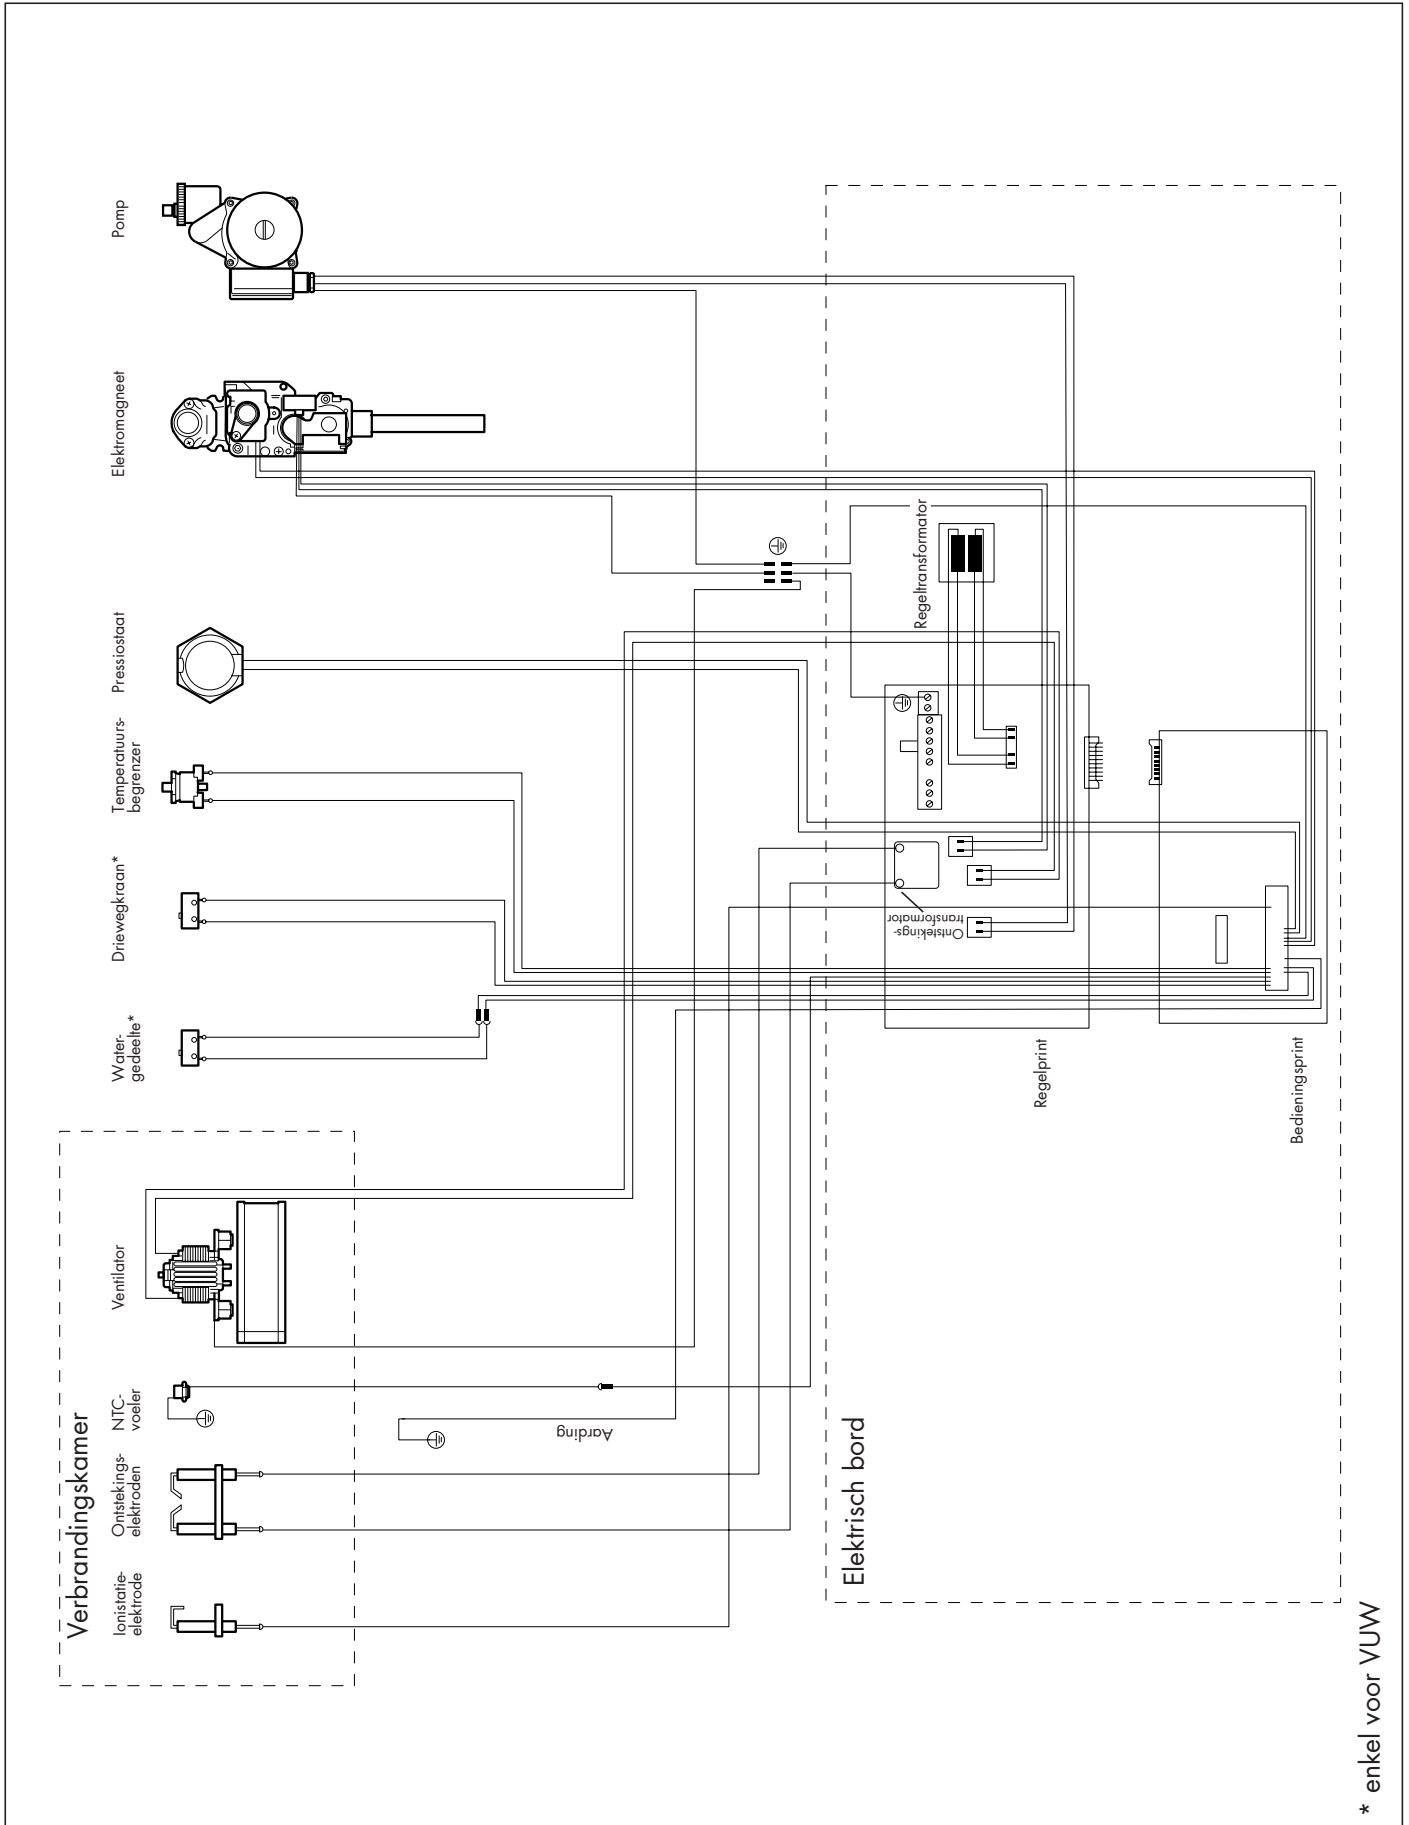 Verbrandingskamer
Ionistatie-
elektrode
Ontstekings-
elektroden
NTC-
voeler
Ventilator
Water-
gedeelte*
Driewegkraan*
Temperatuurs-
begrenzer
Pressiostaat
Elektromagneet
Pomp
Aarding
Elektrisch bord
Ontstekings-
transformator
Regeltransformator
Regelprint
Bedieningsprint
* enkel voor VUW